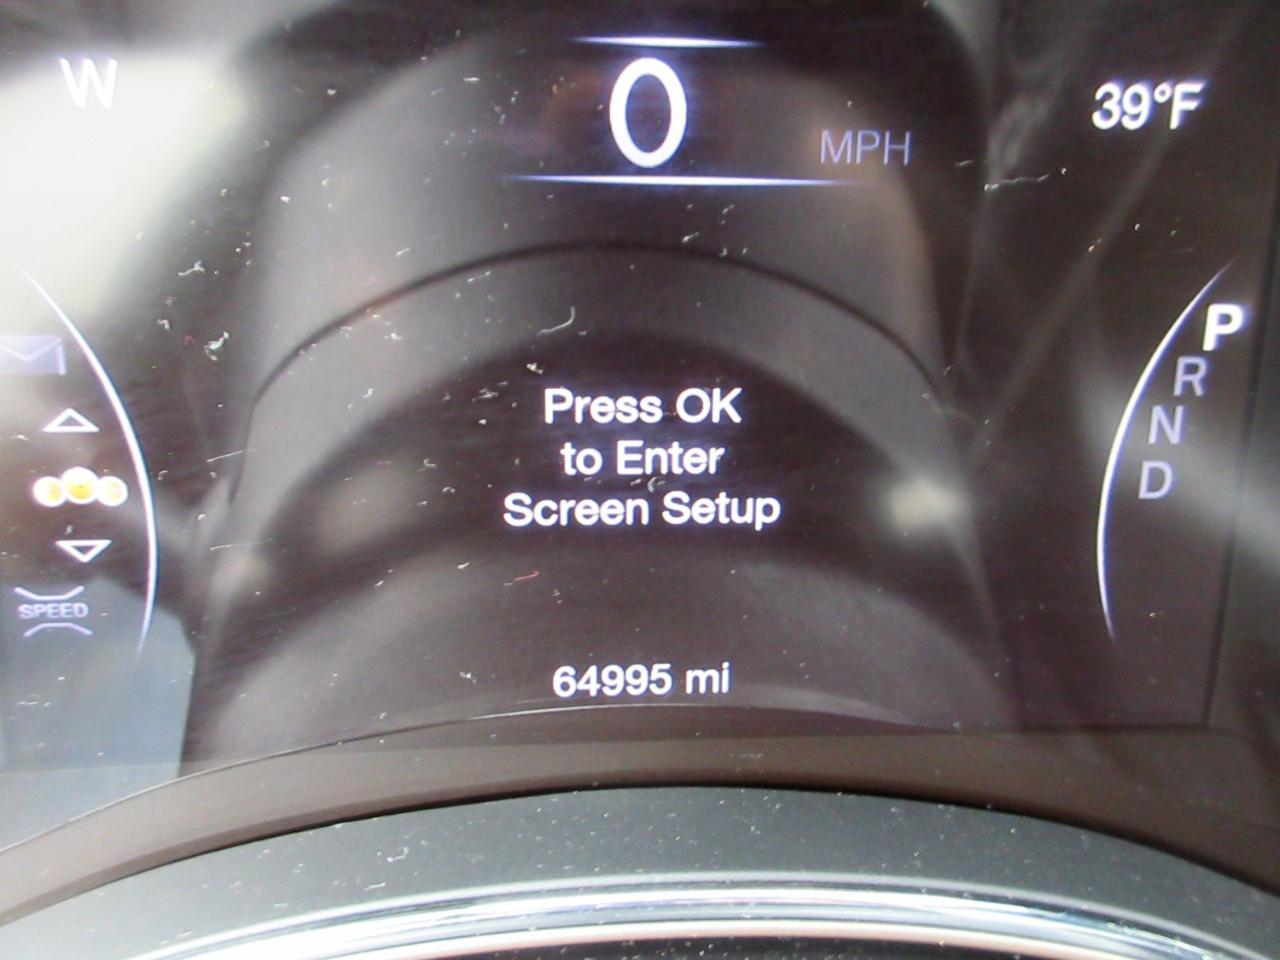 W
0
MPH
39°F
P
R
N
D
Press OK
to Enter
Screen Setup
SPEED
64995 mi